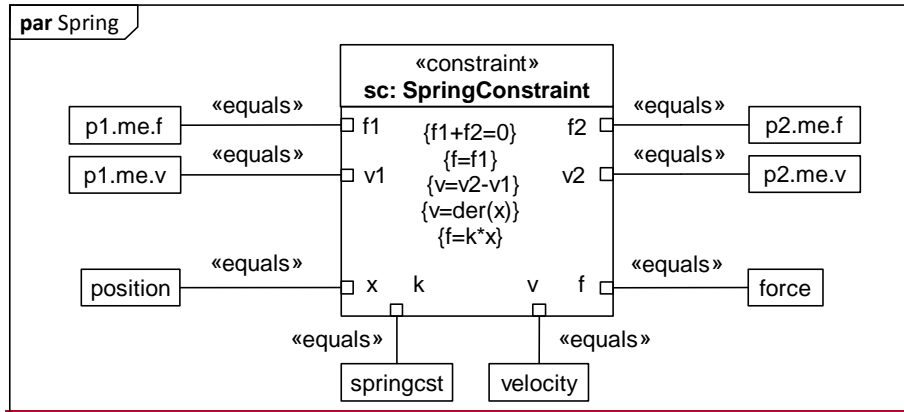 par Spring
«constraint»
sc: SpringConstraint
«equals»
«equals»
p1.me.f
f1
{f1+f2=0}
f2
p2.me.f
{f=f1}
«equals»
«equals»
p1.me.v
v1
{v=v2-v1}
v2
p2.me.v
{v=der(x)}
{f=k*x}
«equals»
«equals»
position
x
k
v
f
force
«equals»
«equals»
springcst
velocity